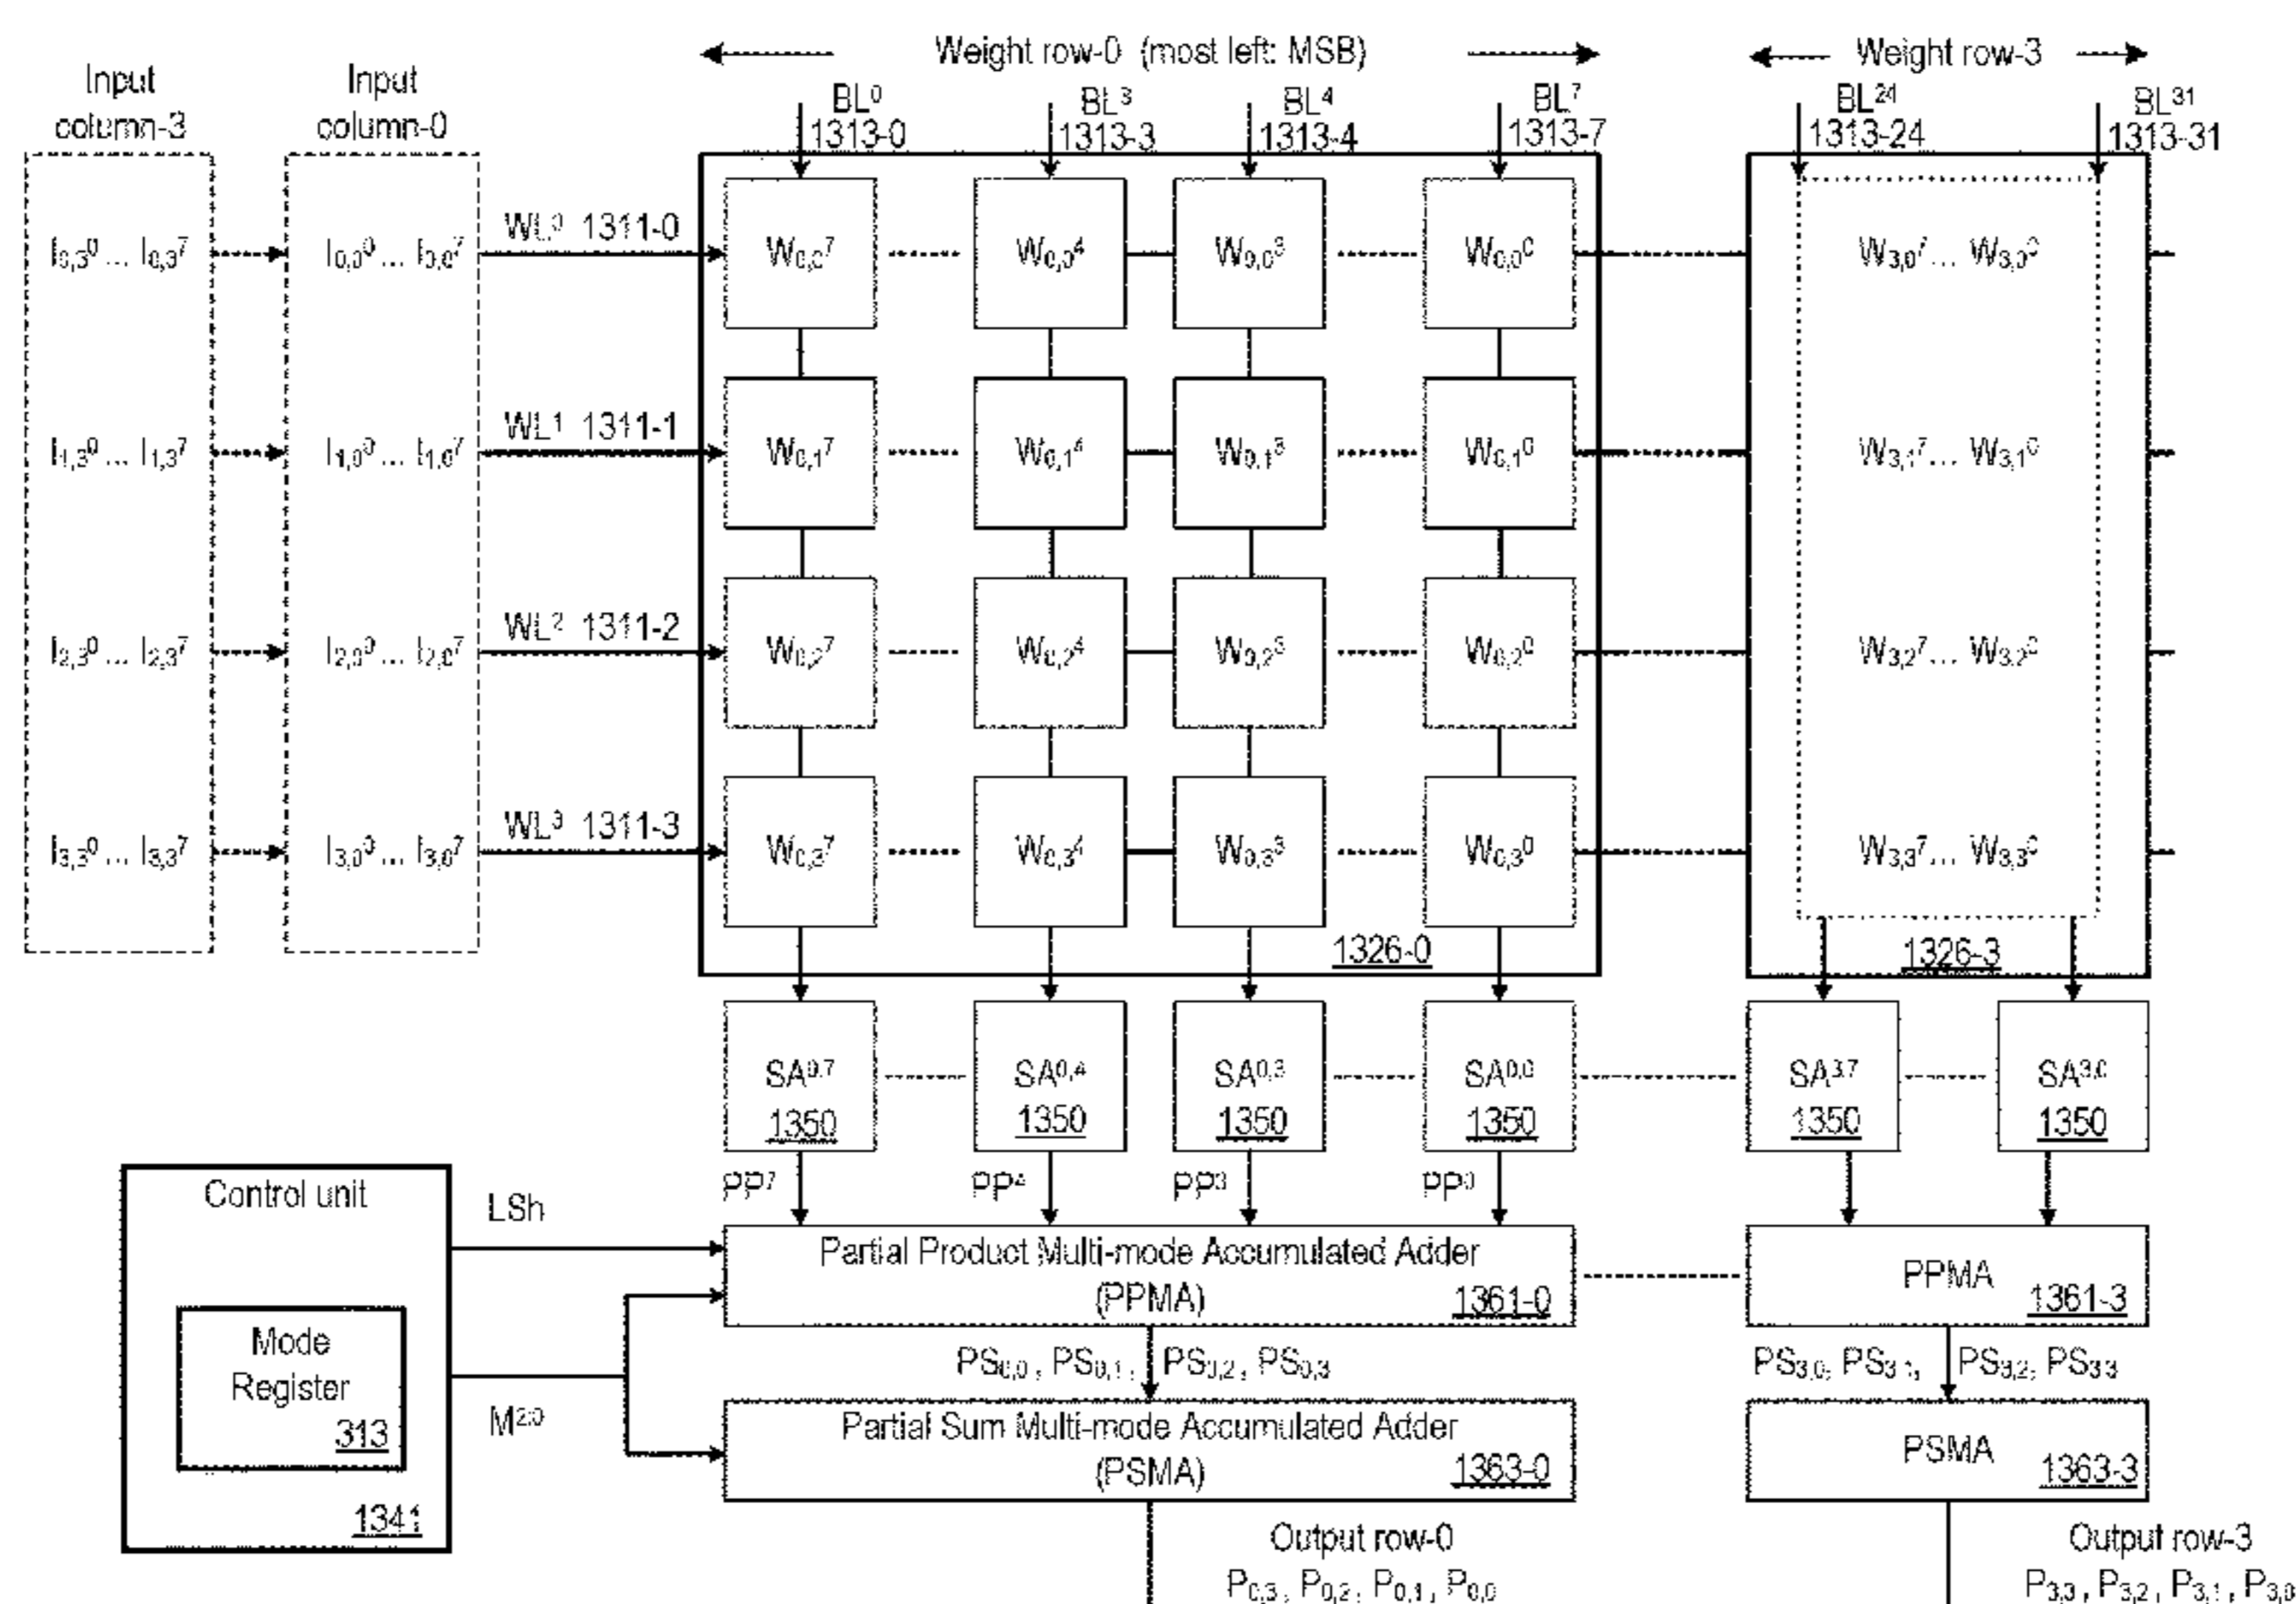 Weight row-0 (most left: MSB)
Weight row-3
Input column-3
Input column-0
BL⁰ 1313-0
BL³ 1313-3
BL⁴ 1313-4
BL⁷ 1313-7
BL²⁴ 1313-24
BL³¹ 1313-31
I₀,₃⁰ ... I₀,₃⁷ I₀,₀⁰ ... I₀,₀⁷ WL⁰ 1311-0 W₀,₀⁷ W₀,₀⁴ W₀,₀³ W₀,₀⁰ W₃,₀⁷ ... W₃,₀⁰
I₁,₃⁰ ... I₁,₃⁷ I₁,₀⁰ ... I₁,₀⁷ WL¹ 1311-1 W₀,₁⁷ W₀,₁⁴ W₀,₁³ W₀,₁⁰ W₃,₁⁷ ... W₃,₁⁰
I₂,₃⁰ ... I₂,₃⁷ I₂,₀⁰ ... I₂,₀⁷ WL² 1311-2 W₀,₂⁷ W₀,₂⁴ W₀,₂³ W₀,₂⁰ W₃,₂⁷ ... W₃,₂⁰
I₃,₃⁰ ... I₃,₃⁷ I₃,₀⁰ ... I₃,₀⁷ WL³ 1311-3 W₀,₃⁷ W₀,₃⁴ W₀,₃³ W₀,₃⁰ W₃,₃⁷ ... W₃,₃⁰
1326-0 1326-3
SA⁰,⁷ SA⁰,⁴ SA⁰,³ SA⁰,⁰ SA³,⁷ SA³,⁰
1350 1350 1350 1350 1350 1350
PP⁷ PP⁴ PP³ PP⁰
Control unit
Mode
Register
313
1341
LSh
M²:⁰
Partial Product Multi-mode Accumulated Adder
(PPMA) 1361-0
PPMA 1361-3
PS₀,₀, PS₀,₁, PS₀,₂, PS₀,₃
PS₃,₀, PS₃,₁, PS₃,₂, PS₃,₃
Partial Sum Multi-mode Accumulated Adder
(PSMA) 1363-0
PSMA 1363-3
Output row-0
P₀,₃, P₀,₂, P₀,₁, P₀,₀
Output row-3
P₃,₃, P₃,₂, P₃,₁, P₃,₀